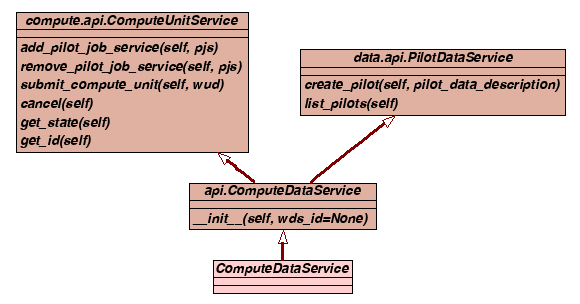 compute.api.ComputeUnitService
add_pilot_job_service(self, pjs)
remove_pilot_job_service(self, pjs)
submit_compute_unit(self, wud)
cancel(self)
get_state(self)
get_id(self)
data.api.PilotDataService
create_pilot(self, pilot_data_description)
list_pilots(self)
api.ComputeDataService
__init__(self, wds_id=None)
ComputeDataService